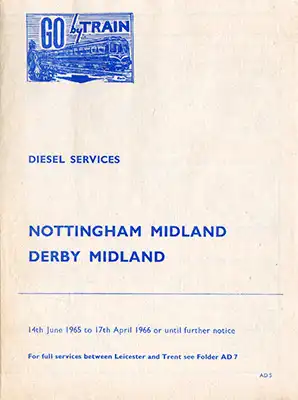 GO by TRAIN
DIESEL SERVICES
NOTTINGHAM MIDLAND
DERBY MIDLAND
14th June 1965 to 17th April 1966 or until further notice
For full services between Leicester and Trent see Folder AD 7
AD 5